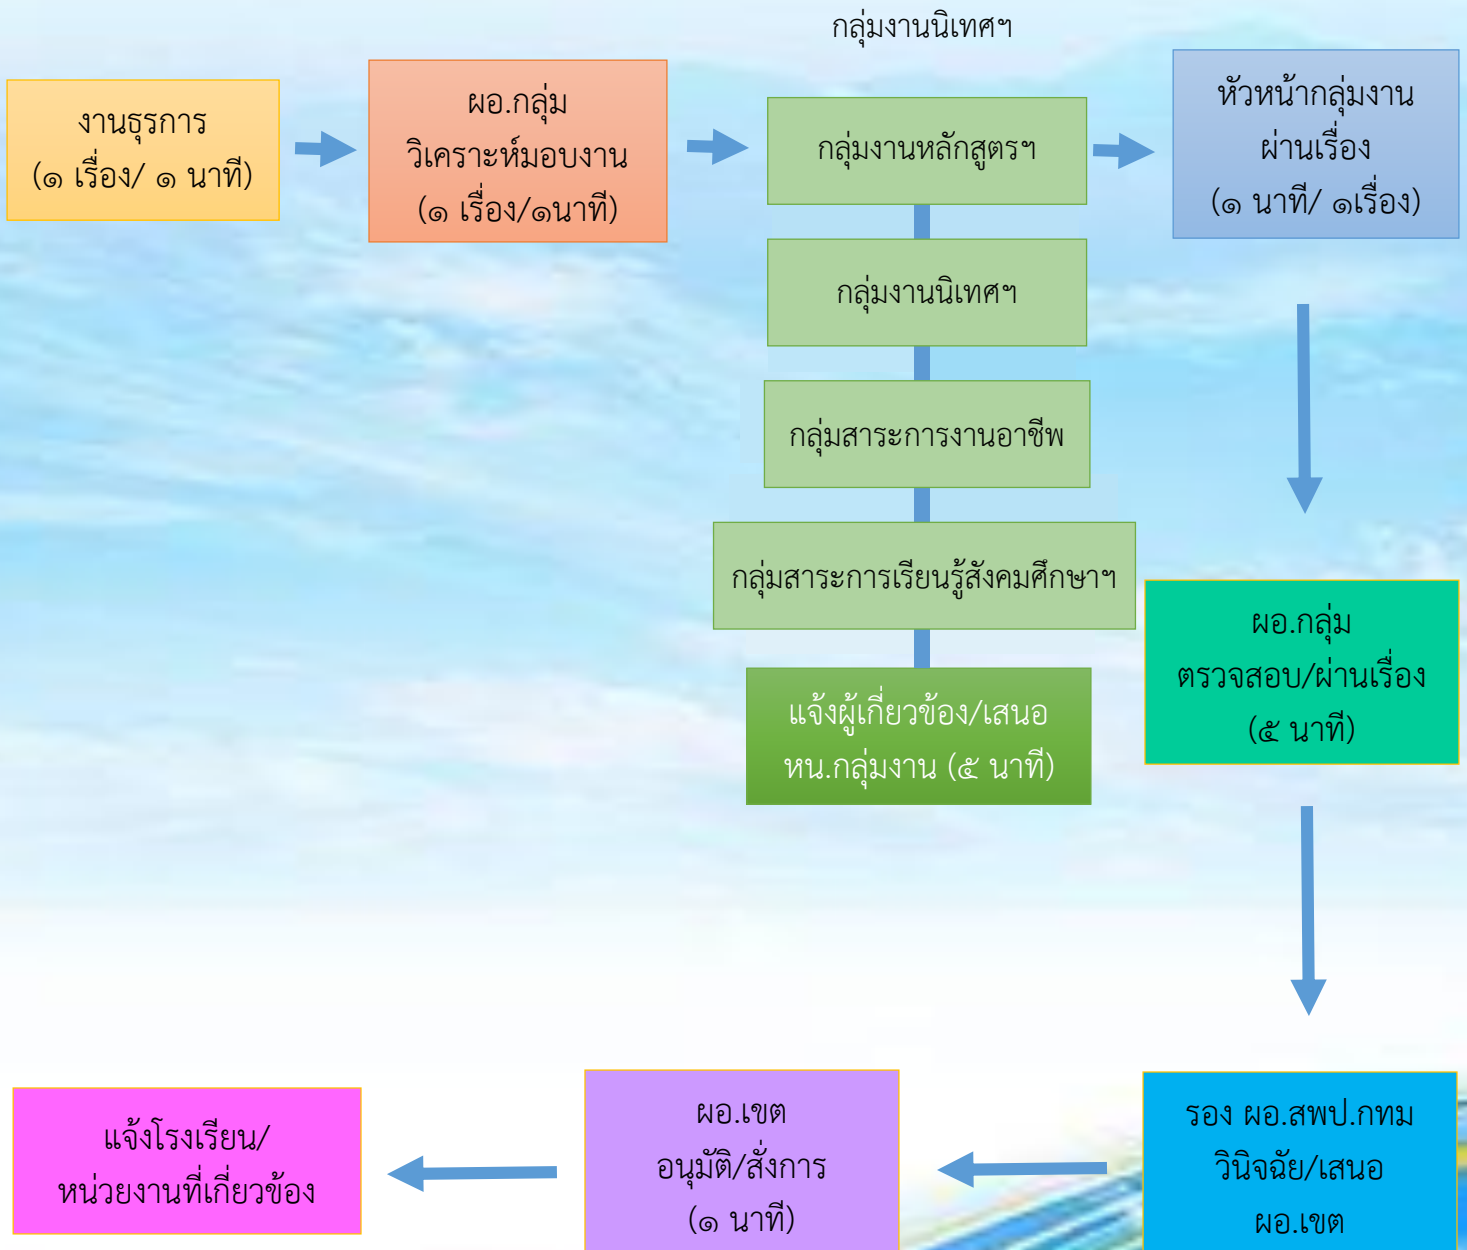 กลุ่มงานนิเทศฯ
งานธุรการ
(๑ เรื่อง/ ๑ นาที)
ผอ.กลุ่ม
วิเคราะห์มอบงาน
(๑ เรื่อง/๑นาที)
กลุ่มงานหลักสูตรฯ
กลุ่มงานนิเทศฯ
กลุ่มสาระการงานอาชีพ
กลุ่มสาระการเรียนรู้สังคมศึกษาฯ
แจ้งผู้เกี่ยวข้อง/เสนอ
หน.กลุ่มงาน (๕ นาที)
หัวหน้ากลุ่มงาน
ผ่านเรื่อง
(๑ นาที/ ๑เรื่อง)
ผอ.กลุ่ม
ตรวจสอบ/ผ่านเรื่อง
(๕ นาที)
รอง ผอ.สพป.กทม
วินิจฉัย/เสนอ
ผอ.เขต
ผอ.เขต
อนุมัติ/สั่งการ
(๑ นาที)
แจ้งโรงเรียน/
หน่วยงานที่เกี่ยวข้อง